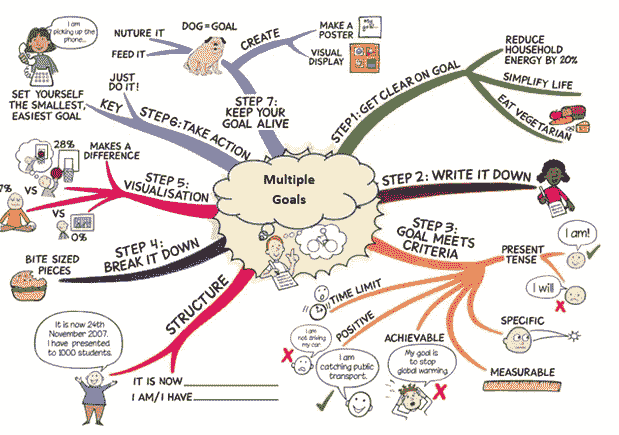 Multiple
Goals
STEP 1: GET CLEAR ON GOAL
REDUCE
HOUSEHOLD
ENERGY BY 20%
SIMPLIFY LIFE
EAT VEGETARIAN
STEP 2: WRITE IT DOWN
STEP 3:
GOAL MEETS
CRITERIA
PRESENT
TENSE
I am!
I will
SPECIFIC
MEASURABLE
ACHIEVABLE
My goal is
to stop
global warming.
POSITIVE
I am
not driving
my car
I am
catching public
transport.
TIME LIMIT
STRUCTURE
It is now 24th
November 2007.
I have presented
to 1000 students.
IT IS NOW
I AM/I HAVE
STEP 4:
BREAK IT DOWN
BITE SIZED
PIECES
STEP 5:
VISUALISATION
MAKES A
DIFFERENCE
28%
VS
7%
VS
0%
STEP6: TAKE ACTION
KEY
JUST
DO IT!
SET YOURSELF
THE SMALLEST,
EASIEST GOAL
I am
picking up the
phone...
STEP 7:
KEEP YOUR
GOAL ALIVE
DOG=GOAL
NUTURE IT
FEED IT
CREATE
MAKE A
POSTER
VISUAL
DISPLAY